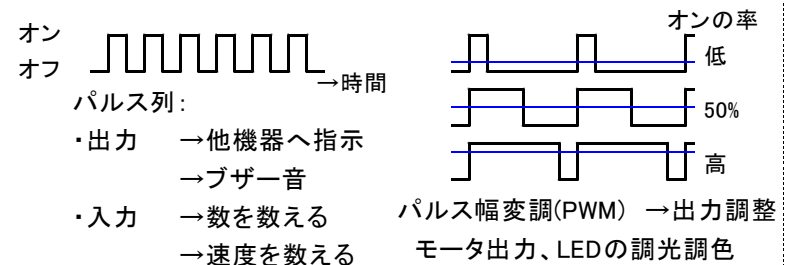 オン
オフ
→時間
パルス列:
・出力 →他機器へ指示
→ブザー音
・入力 →数を数える
→速度を数える
オンの率
低
50%
高
パルス幅変調(PWM) →出力調整
モータ出力、LEDの調光調色